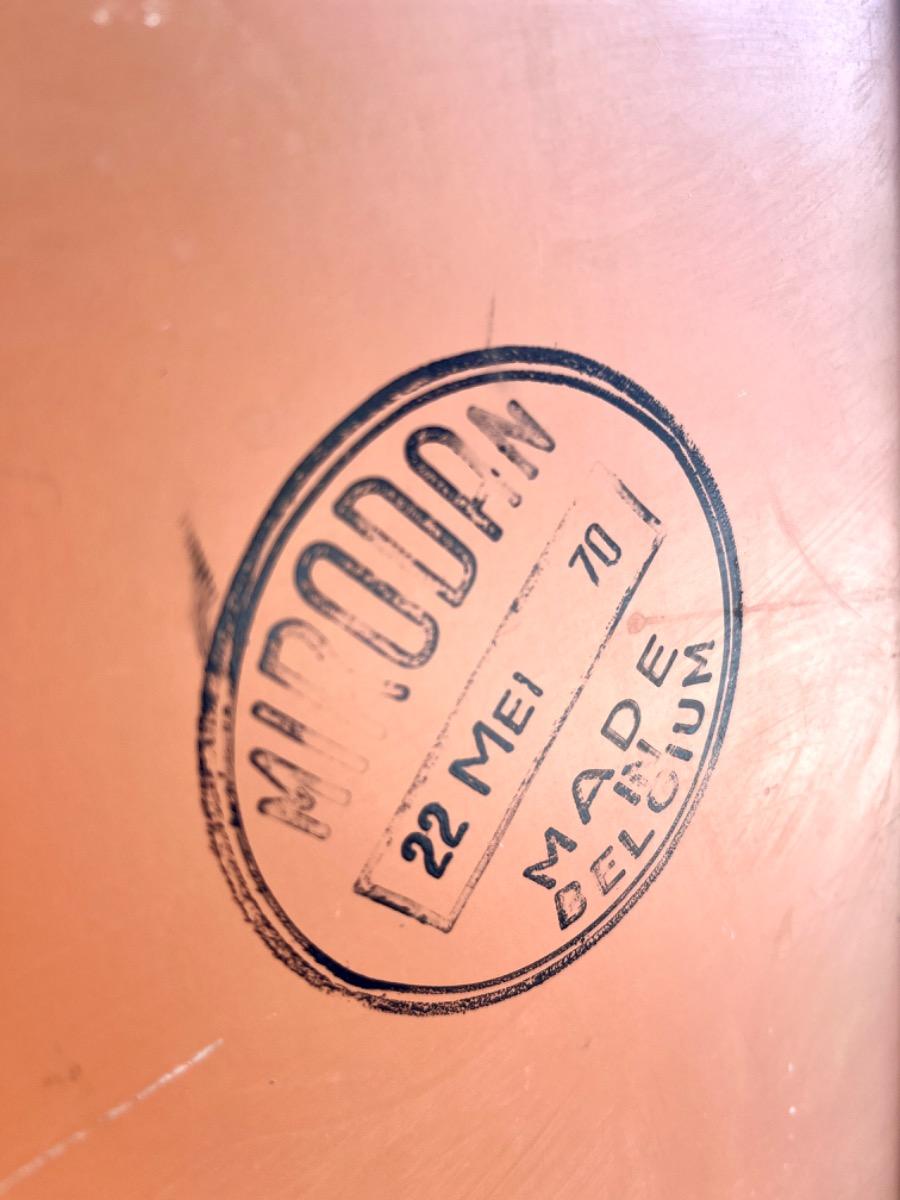 MIRODAN
22 MEI 70
MADE
IN
BELGIUM